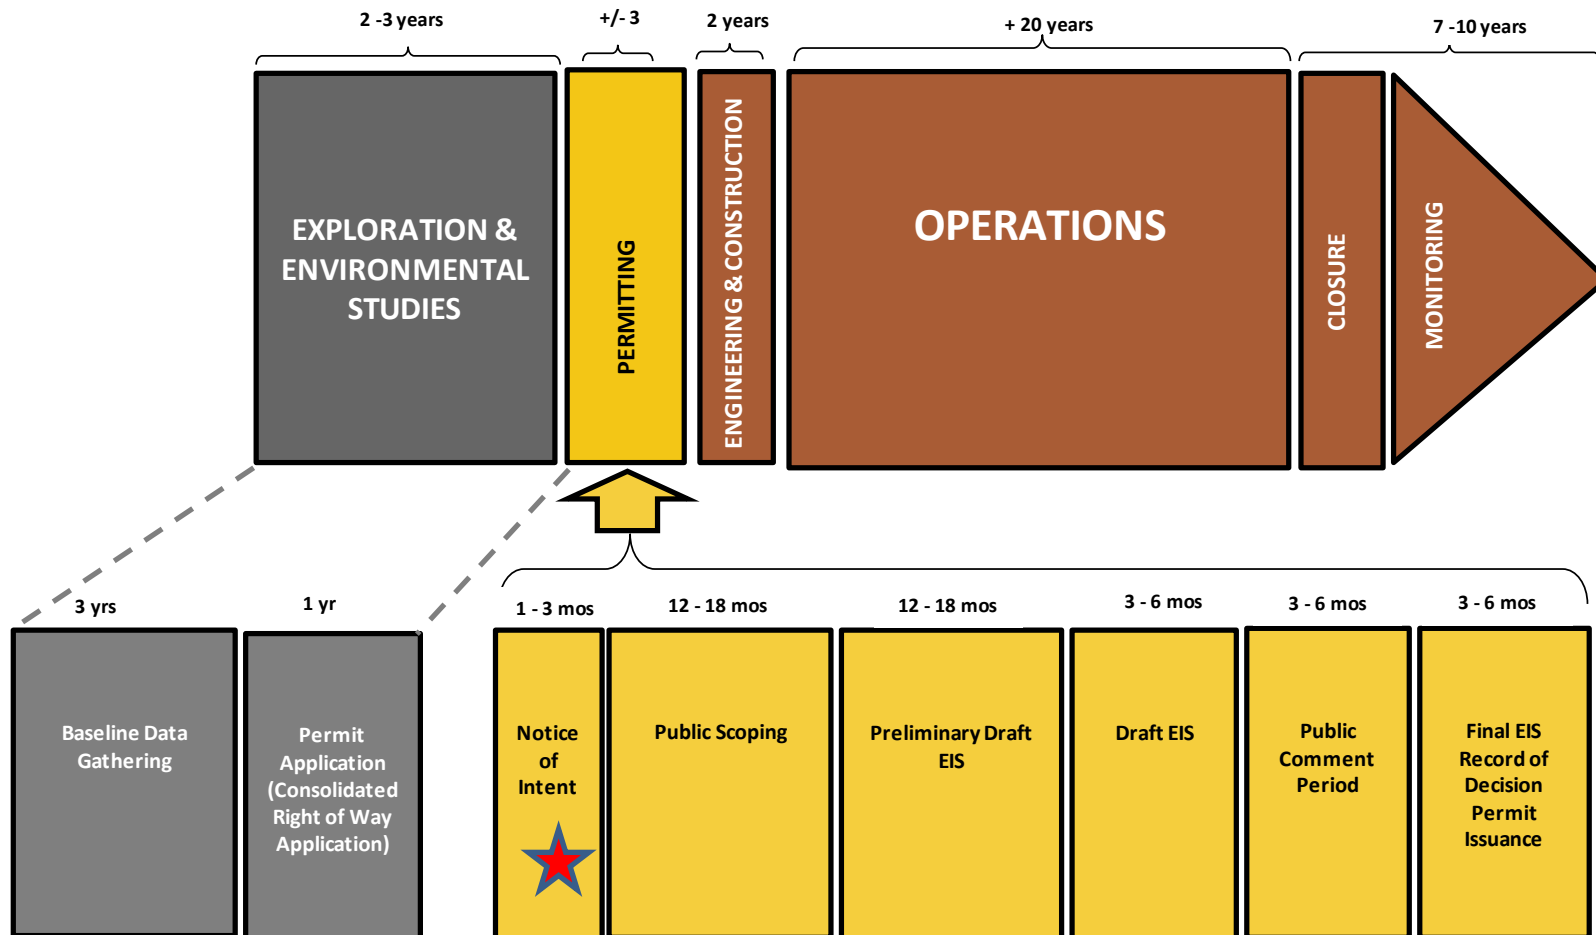 2 -3 years
+/- 3
2 years
+ 20 years
7 -10 years
EXPLORATION &
ENVIRONMENTAL
STUDIES
PERMITTING
ENGINEERING & CONSTRUCTION
OPERATIONS
CLOSURE
MONITORING
3 yrs
1 yr
1 - 3 mos
12 - 18 mos
12 - 18 mos
3 - 6 mos
3 - 6 mos
3 - 6 mos
Baseline Data
Gathering
Permit
Application
(Consolidated
Right of Way
Application)
Notice
of
Intent
Public Scoping
Preliminary Draft
EIS
Draft EIS
Public
Comment
Period
Final EIS
Record of
Decision
Permit
Issuance